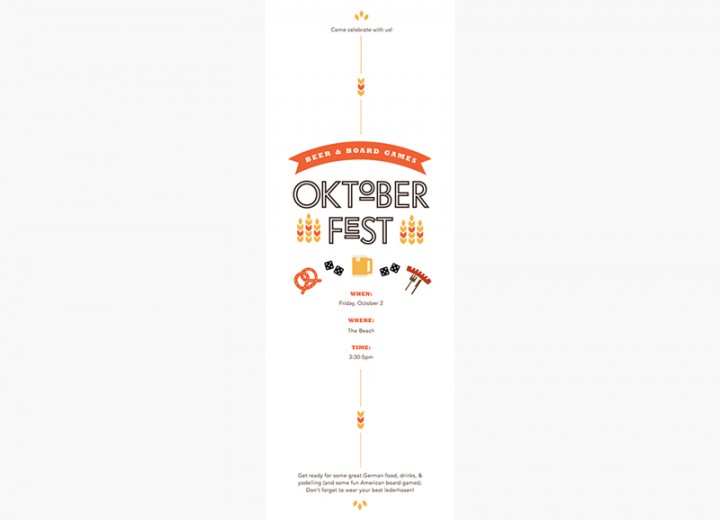 Come celebrate with us!
BEER & BOARD GAMES
OKTOBER
FEST
WHEN:
Friday, October 2
WHERE:
The Beach
TIME:
3:30-5pm
Get ready for some great German food, drinks, &
yodelling (and some fun American board games).
Don't forget to wear your best lederhosen!